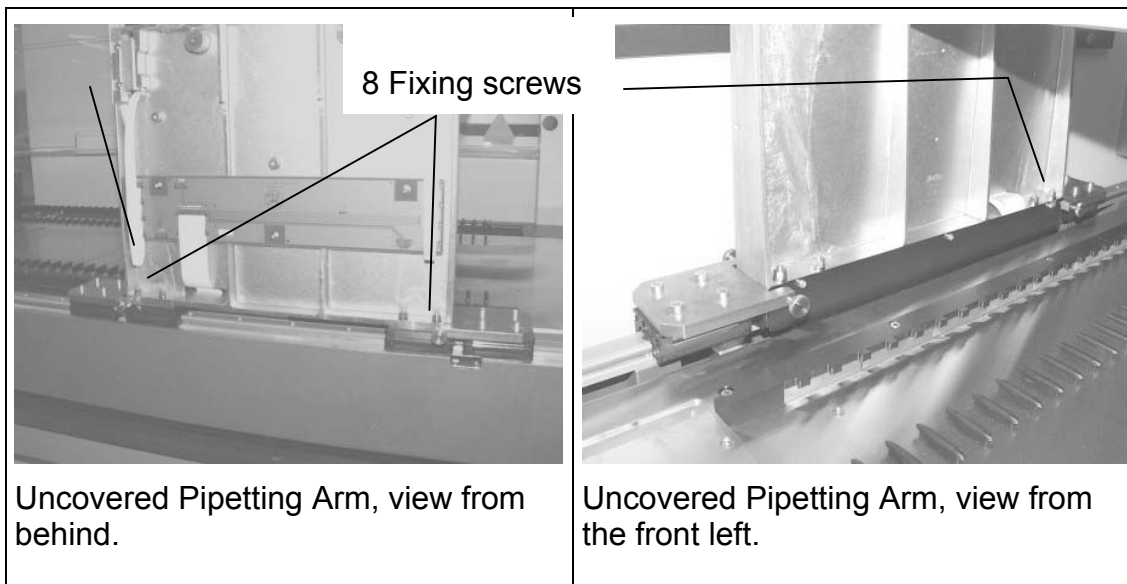 8 Fixing screws
Uncovered Pipetting Arm, view from
behind.
Uncovered Pipetting Arm, view from
the front left.